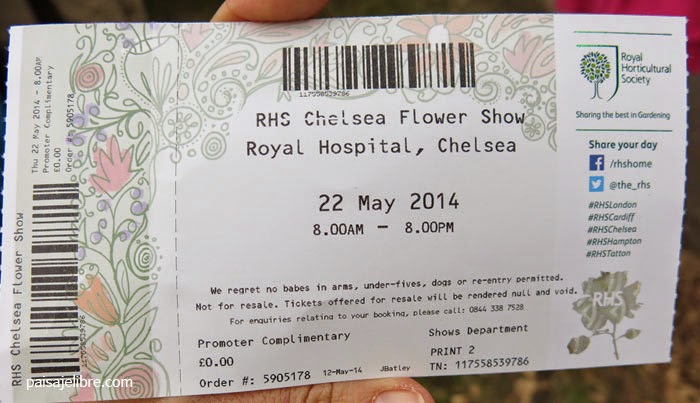 RHS Chelsea Flower Show
Thu 22 May 2014 - 8.00AM
Promoter Complimentary
£0.00
Order #: 5905178
117558539786
117558539786
RHS Chelsea Flower Show
Royal Hospital, Chelsea
22 May 2014
8.00AM - 8.00PM
We regret no babes in arms, under-fives, dogs or re-entry permitted.
Not for resale. Tickets offered for resale will be rendered null and void.
For enquiries relating to your booking, please call: 0844 338 7528
Promoter Complimentary
£0.00
Order #: 5905178 12-May-14 JBatley
Shows Department
PRINT 2
TN: 117558539786
Royal
Horticultural
Society
Sharing the best in Gardening
Share your day
f /rhshome
@the_rhs
#RHSLondon
#RHSCardiff
#RHSChelsea
#RHSHampton
#RHSTatton
RHS
paisajelibre.com